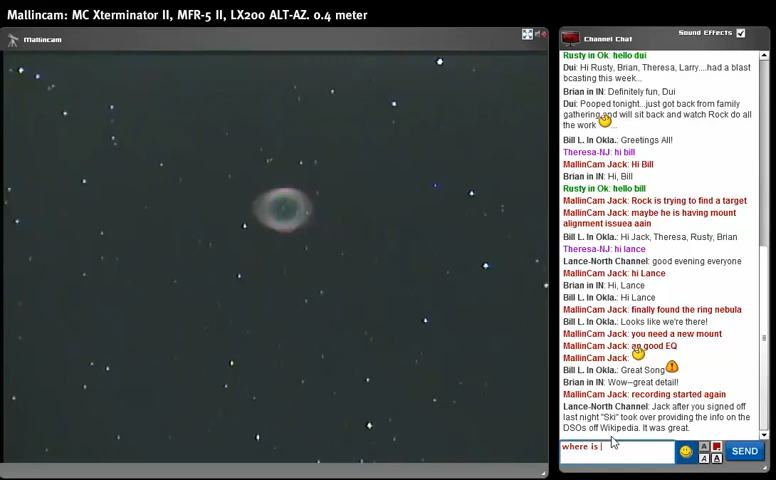 Mallincam: MC Xterminator II, MFR-5 II, LX200 ALT-AZ. 0.4 meter
Mallincam
Channel Chat
Sound Effects
Rusty in Ok: hello dui
Dui: Hi Rusty, Brian, Theresa, Larry....had a blast
bcasting this week...
Brian in IN: Definitely fun, Dui
Dui: Pooped tonight...just got back from family
gathering and will sit back and watch Rock do all
the work ...
Bill L. In Okla.: Greetings All!
Theresa-NJ: hi bill
MallinCam Jack: Hi Bill
Brian in IN: Hi, Bill
Rusty in Ok: hello bill
MallinCam Jack: Rock is trying to find a target
MallinCam Jack: maybe he is having mount
alignment issuea aain
Bill L. In Okla.: Hi Jack, Theresa, Rusty, Brian
Theresa-NJ: hi lance
Lance-North Channel: good evening everyone
MallinCam Jack: hi Lance
Brian in IN: Hi, Lance
Bill L. In Okla.: Hi Lance
MallinCam Jack: finally found the ring nebula
Bill L. In Okla.: Looks like we're there!
MallinCam Jack: you need a new mount
MallinCam Jack: an good EQ
MallinCam Jack:
Bill L. In Okla.: Great Song
Brian in IN: Wow--great detail!
MallinCam Jack: recording started again
Lance-North Channel: Jack after you signed off
last night "Ski" took over providing the info on the
DSOs off Wikipedia. It was great.
where is
A
A A
SEND